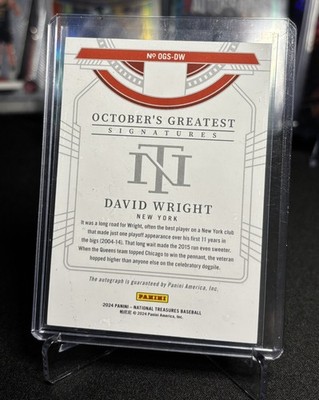 Nº OGS-DW
OCTOBER'S GREATEST
SIGNATURES
NT
DAVID WRIGHT
NEW YORK
It was a long road for Wright, often the best player on a New York club
that made just one playoff appearance over his first 11 years in
the bigs (2004-14). That long wait made the 2015 run even sweeter.
When the Queens team topped Chicago to win the pennant, the veteran
hopped higher than anyone else on the celebratory dogpile.
The autograph is guaranteed by Panini America, Inc.
PANINI
2024 PANINI – NATIONAL TREASURES BASEBALL
© 2024 Panini America, Inc.